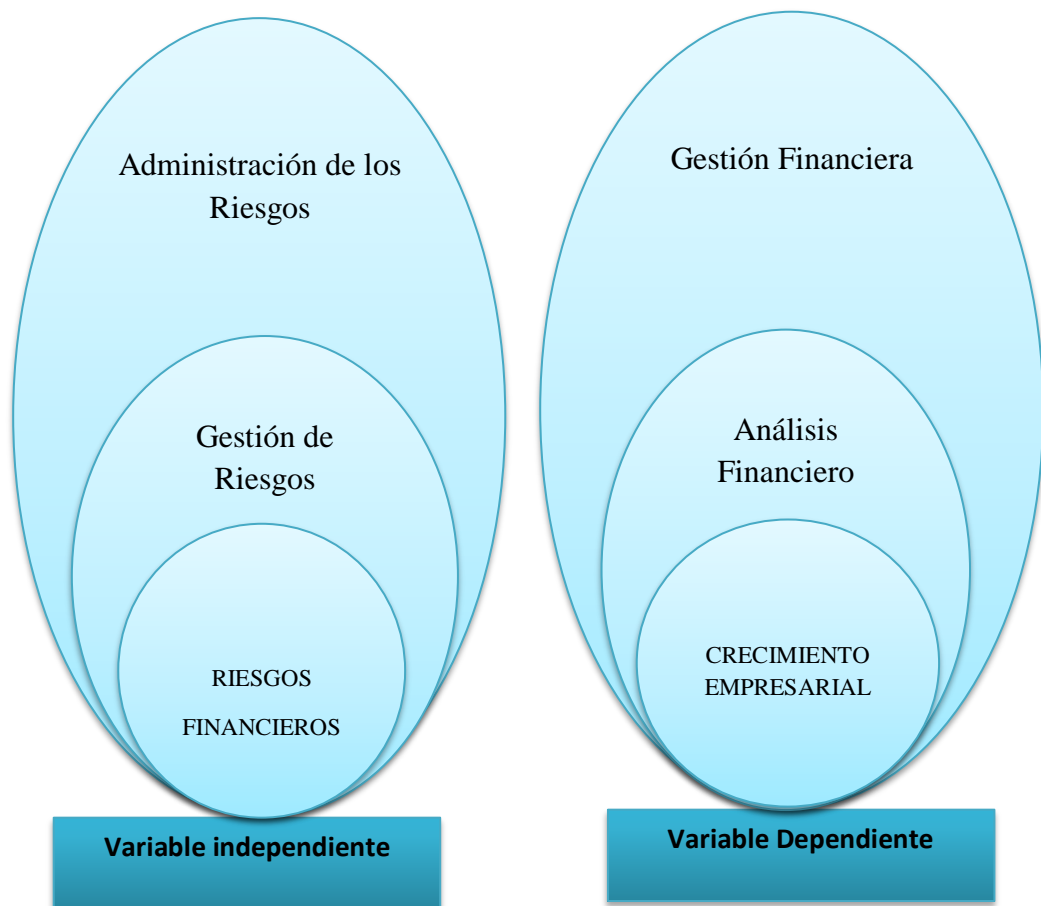 Administración de los
Riesgos
Gestión de
Riesgos
RIESGOS
FINANCIEROS
Variable independiente
Gestión Financiera
Análisis
Financiero
CRECIMIENTO
EMPRESARIAL
Variable Dependiente